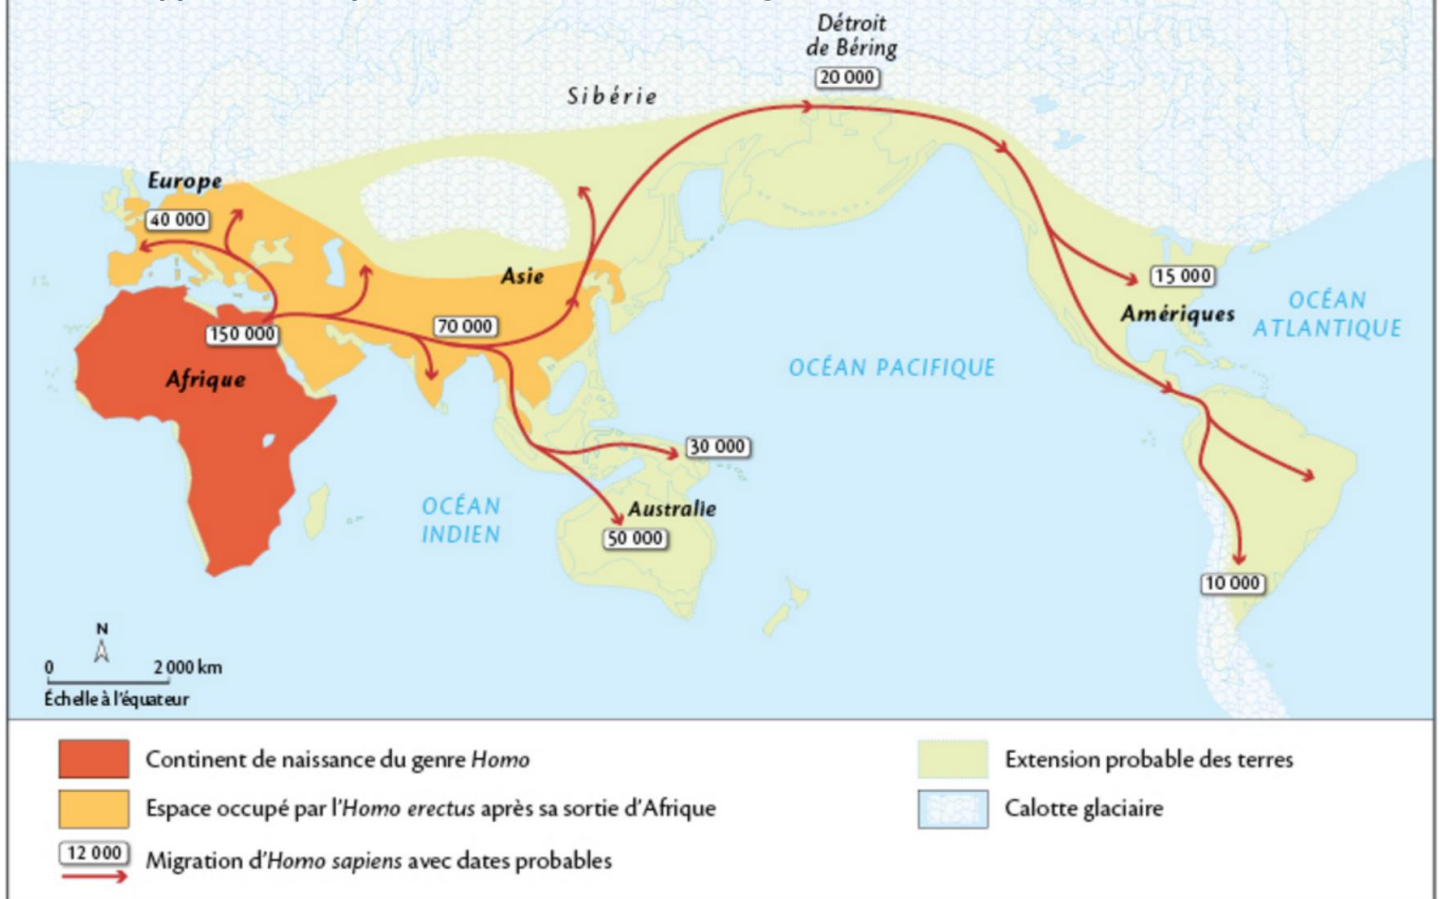 Détroit
de Béring
20 000
Sibérie
Europe
40 000
Asie
15 000
OCÉAN
ATLANTIQUE
Amériques
150 000
70 000
OCÉAN PACIFIQUE
Afrique
30 000
OCÉAN
INDIEN
Australie
50 000
10 000
N
0 2 000 km
Échelle à l'équateur
Continent de naissance du genre Homo
Extension probable des terres
Espace occupé par l'Homo erectus après sa sortie d'Afrique
Calotte glaciaire
12 000
Migration d'Homo sapiens avec dates probables